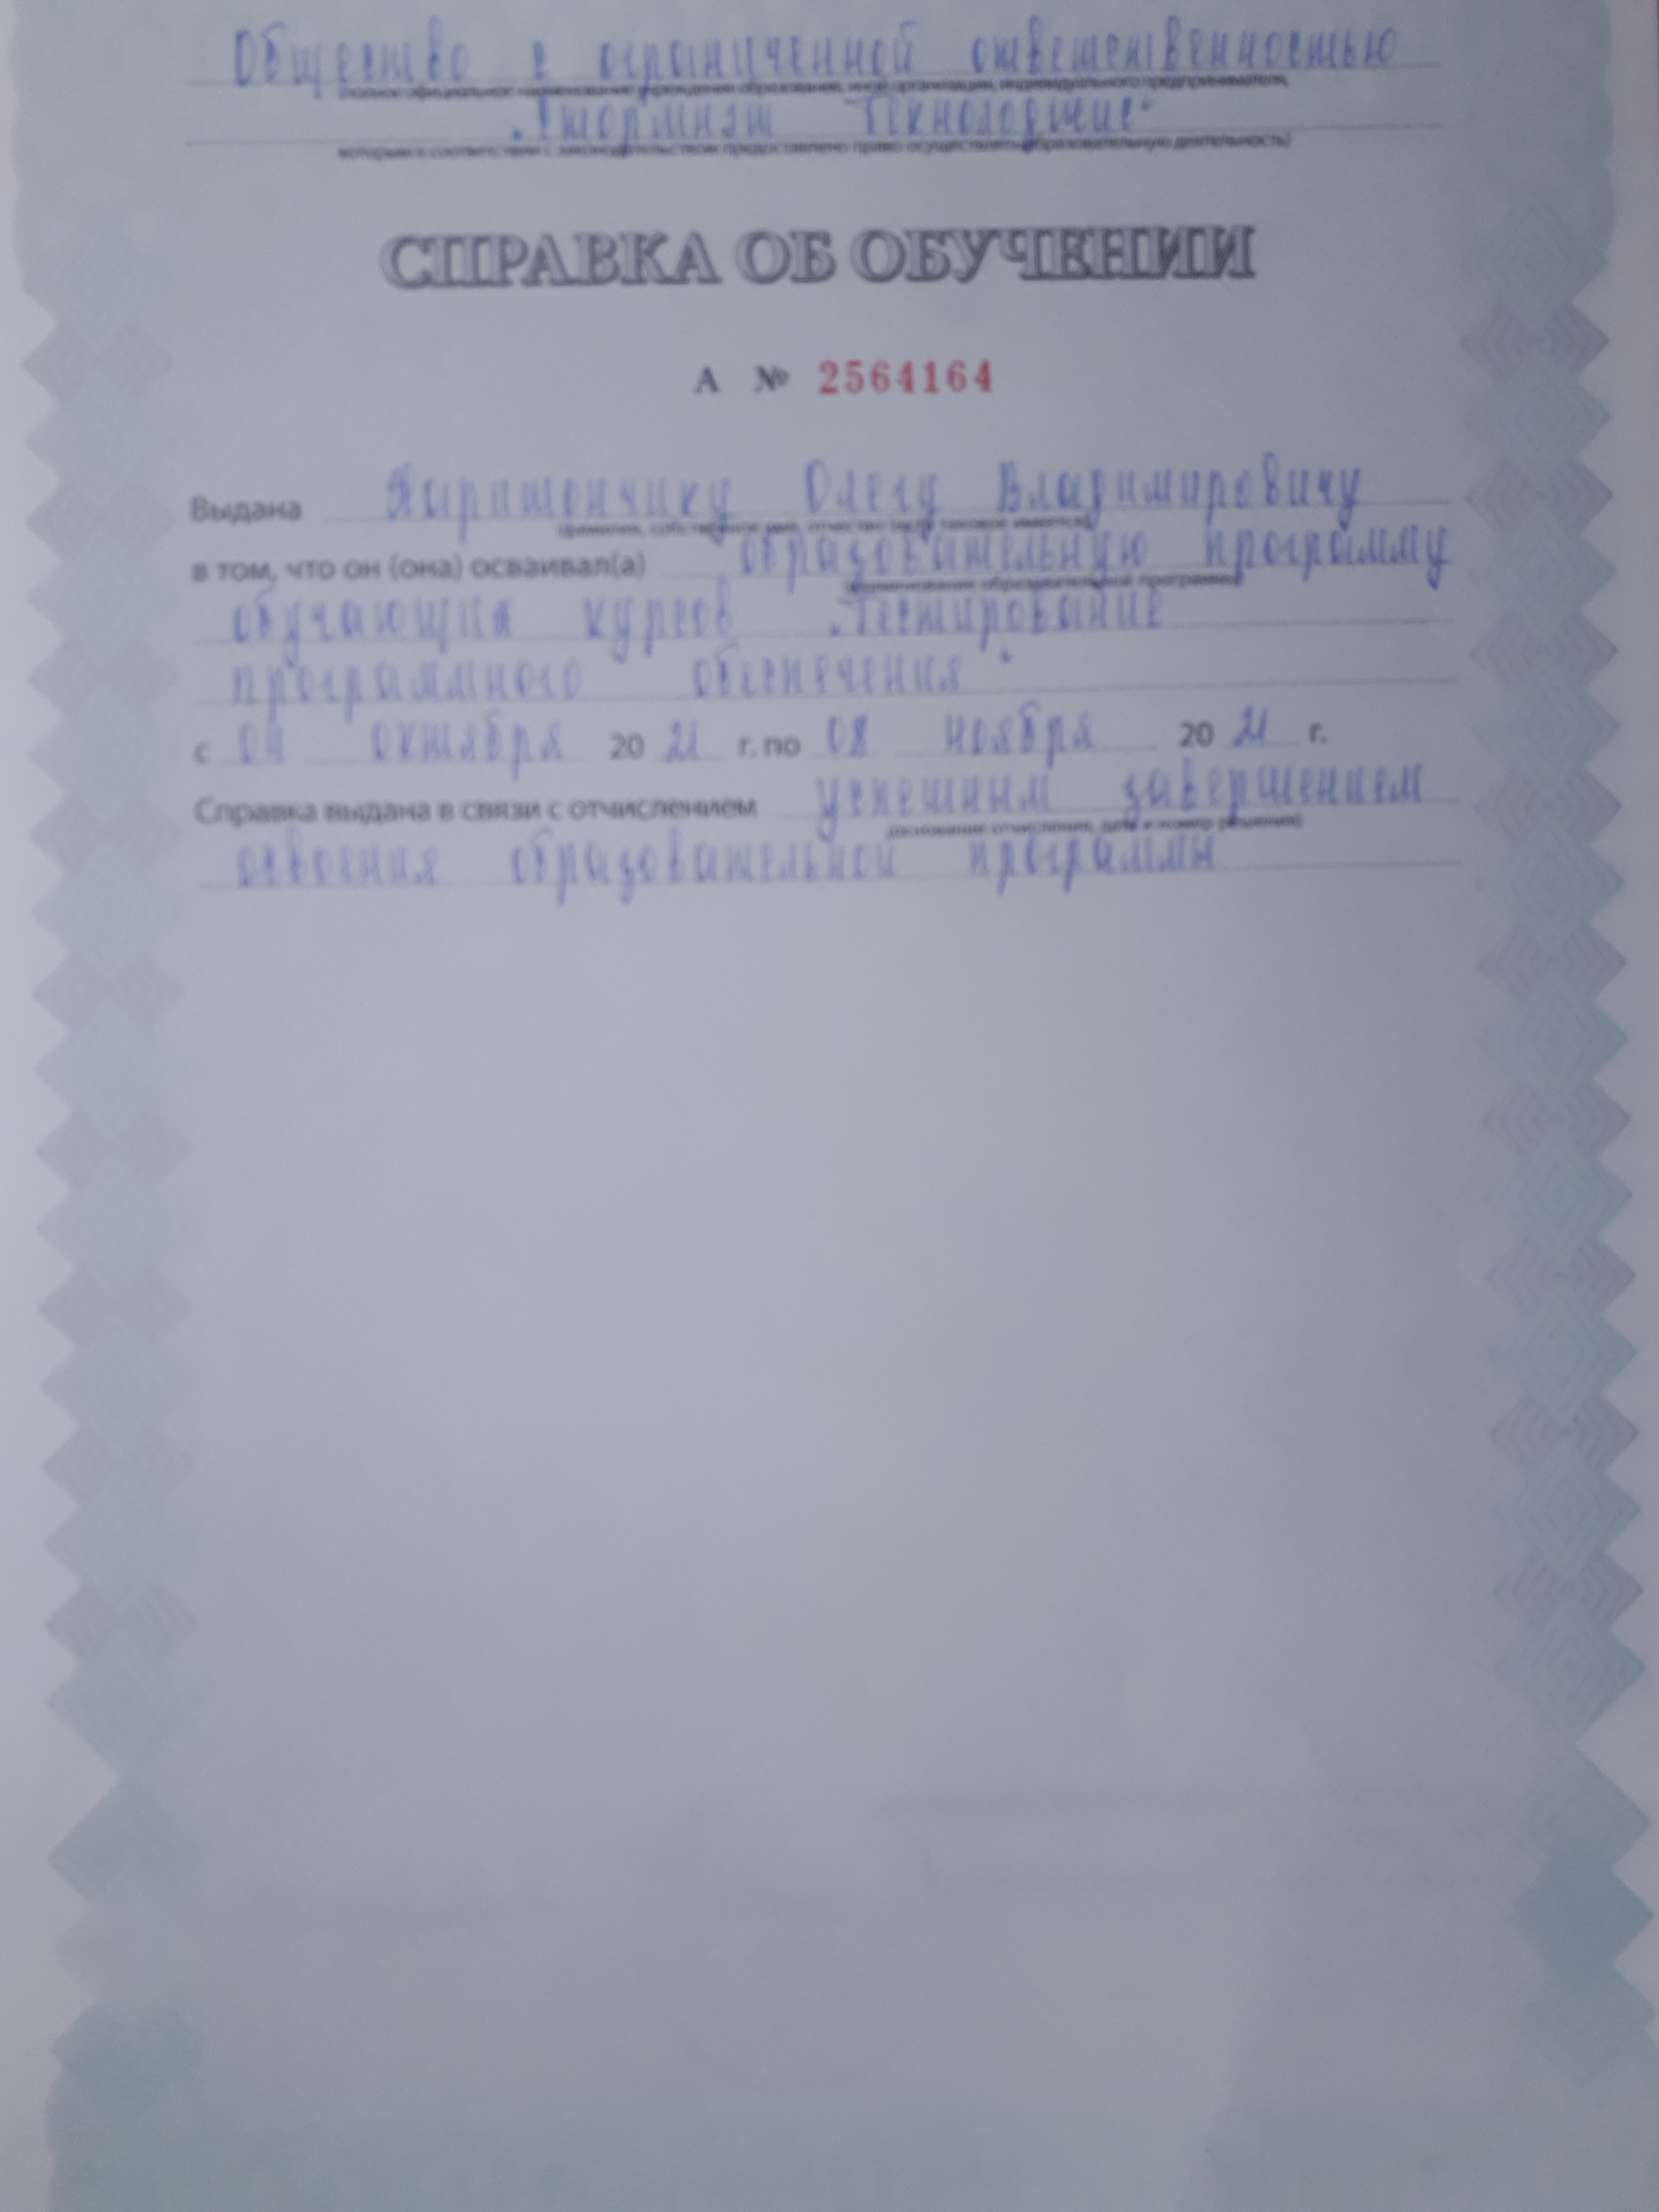 Общество с ограниченной ответственностью
(полное официальное наименование учреждения образования, иной организации, индивидуального предпринимателя,
„Стормнэт Технолоджис“
которым в соответствии с законодательством предоставлено право осуществлять образовательную деятельность)
СПРАВКА ОБ ОБУЧЕНИИ
А № 2564164
Выдана Олегу Владимировичу
(фамилия, собственное имя, отчество (если таковое имеется)
в том, что он (она) осваивал(а) образовательную программу
(наименование образовательной программы)
обучающих курсов „Тестирование
программного обеспечения“
с 04 октября 20 21 г. по 08 ноября 20 21 г.
Справка выдана в связи с отчислением успешным завершением
(основание отчисления, дата и номер решения)
освоения образовательной программы